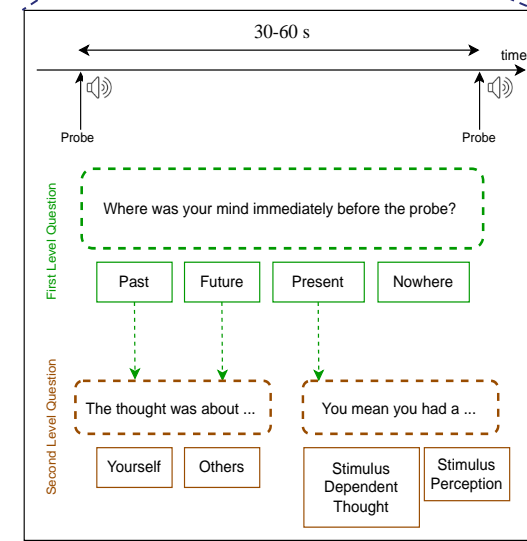 30-60 s
time
Probe
Probe
First Level Question
Where was your mind immediately before the probe?
Past
Future
Present
Nowhere
Second Level Question
The thought was about ...
You mean you had a ...
Yourself
Others
Stimulus
Dependent
Thought
Stimulus
Perception